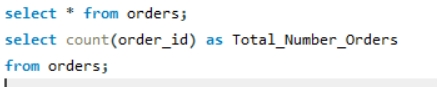 select * from orders;
select count(order_id) as Total_Number_Orders
from orders;